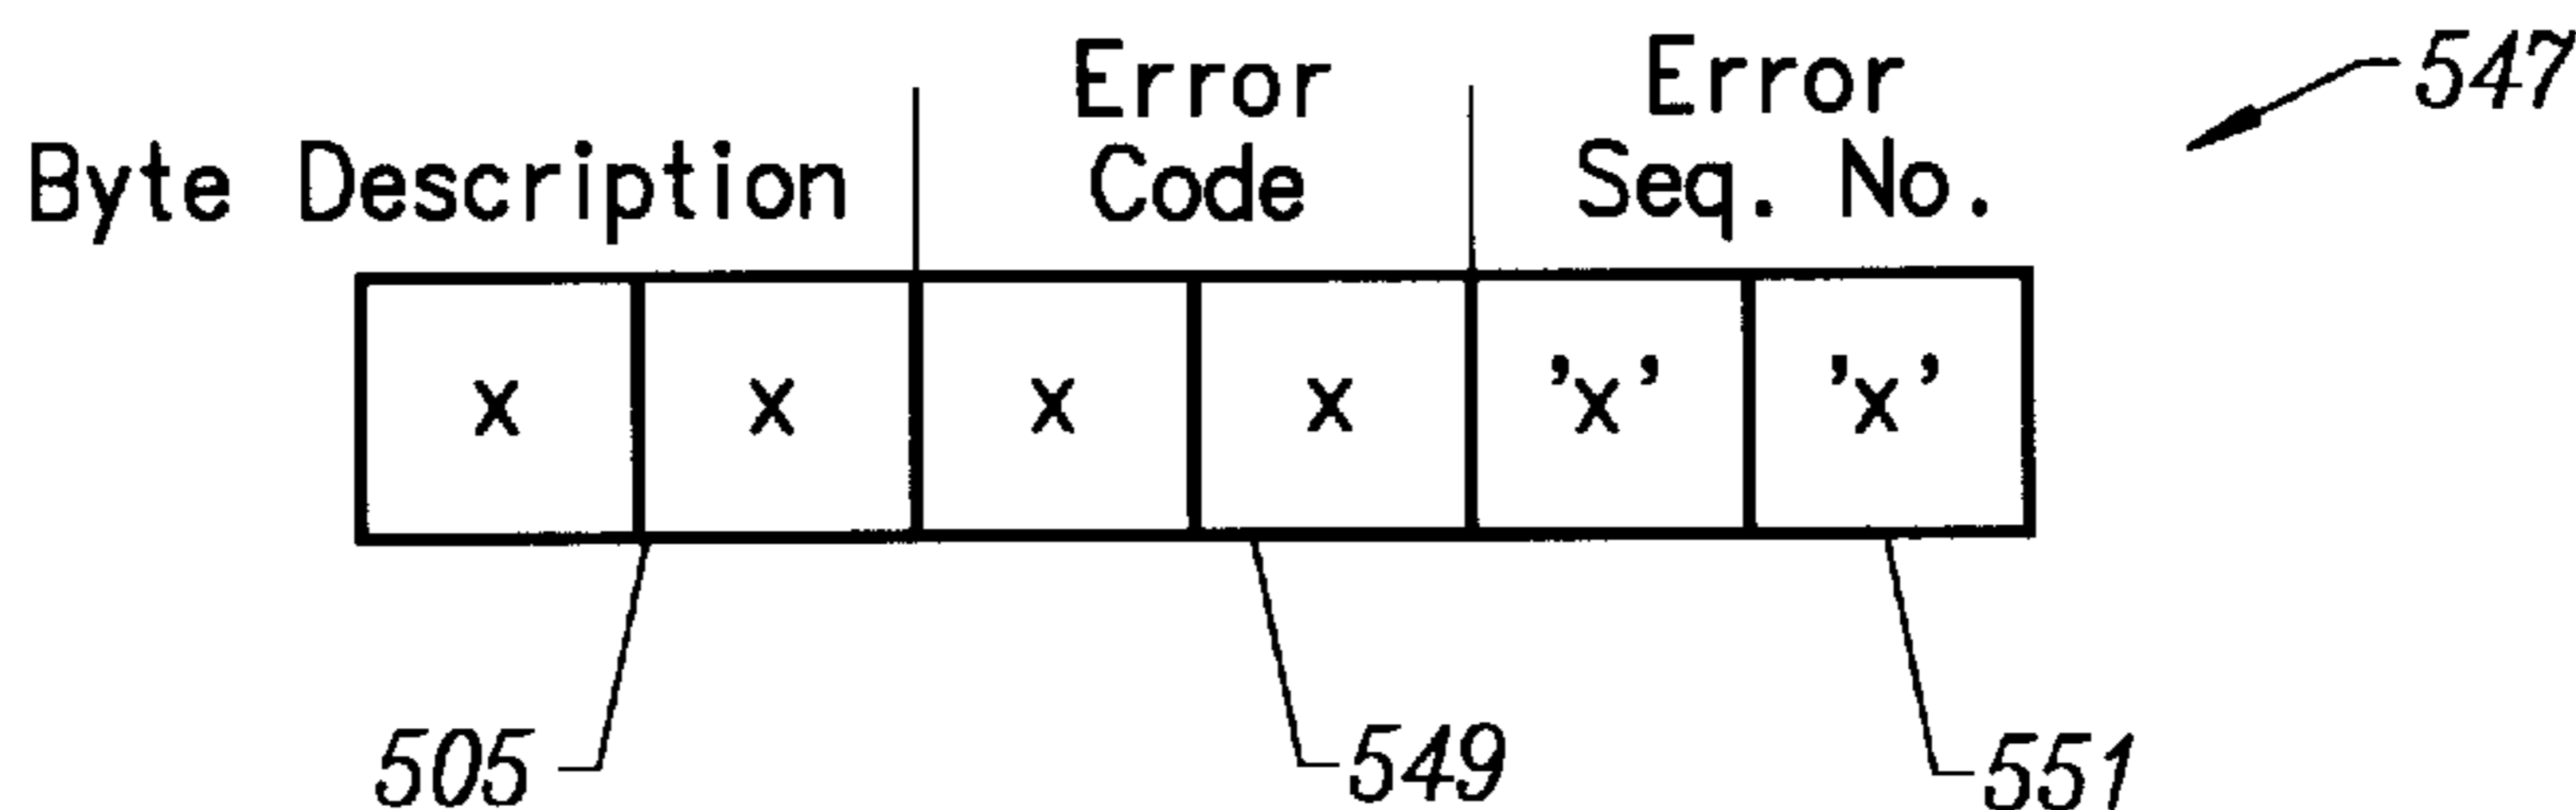 Error Error 547
Byte Description Code Seq. No.
x x x x 'x' 'x'
505 549 551